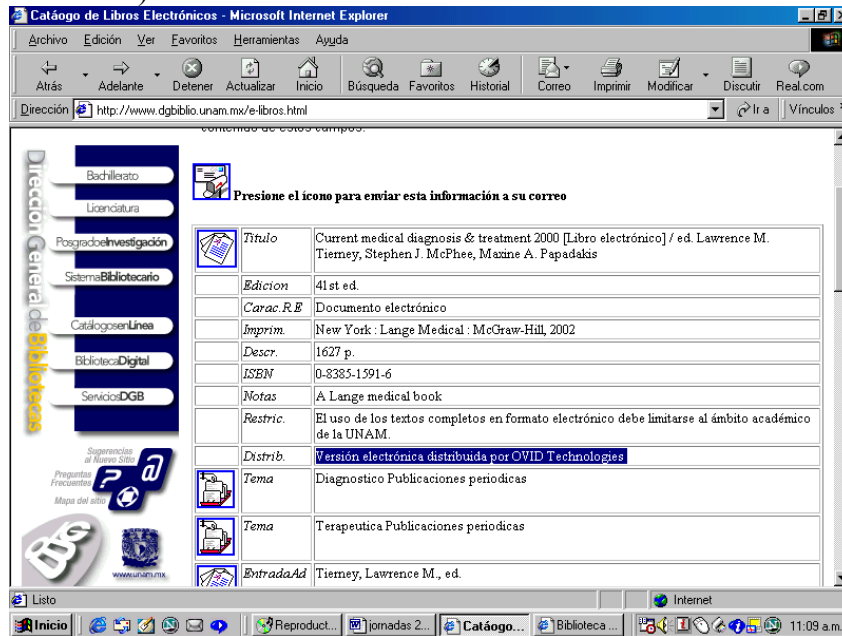 Catáogo de Libros Electrónicos - Microsoft Internet Explorer
Archivo Edición Ver Favoritos Herramientas Ayuda
Atrás Adelante Detener Actualizar Inicio Búsqueda Favoritos Historial Correo Imprimir Modificar Discutir Real.com
Dirección http://www.dgbiblio.unam.mx/e-libros.html Ir a Vínculos
contenido de estos campos.
Dirección General de Bibliotecas
Bachillerato
Licenciatura
PosgradoeInvestigación
SistemaBibliotecario
CatálogosenLínea
BibliotecaDigital
ServiciosDGB
Sugerencias
al Nuevo Sitio
Preguntas
Frecuentes
Mapa del sitio
www.unam.mx
Presione el ícono para enviar esta información a su correo
Titulo Current medical diagnosis & treatment 2000 [Libro electrónico] / ed. Lawrence M.
Tierney, Stephen J. McPhee, Maxine A. Papadakis
Edicion 41st ed.
Carac.R.E Documento electrónico
Imprim. New York : Lange Medical : McGraw-Hill, 2002
Descr. 1627 p.
ISBN 0-8385-1591-6
Notas A Lange medical book
Restric. El uso de los textos completos en formato electrónico debe limitarse al ámbito académico
de la UNAM.
Distrib. Versión electrónica distribuida por OVID Technologies
Tema Diagnostico Publicaciones periodicas
Tema Terapeutica Publicaciones periodicas
EntradaAd Tierney, Lawrence M., ed.
Listo Internet
Inicio Reproduct... jornadas 2... Catáogo... Biblioteca ... 11:09 a.m.